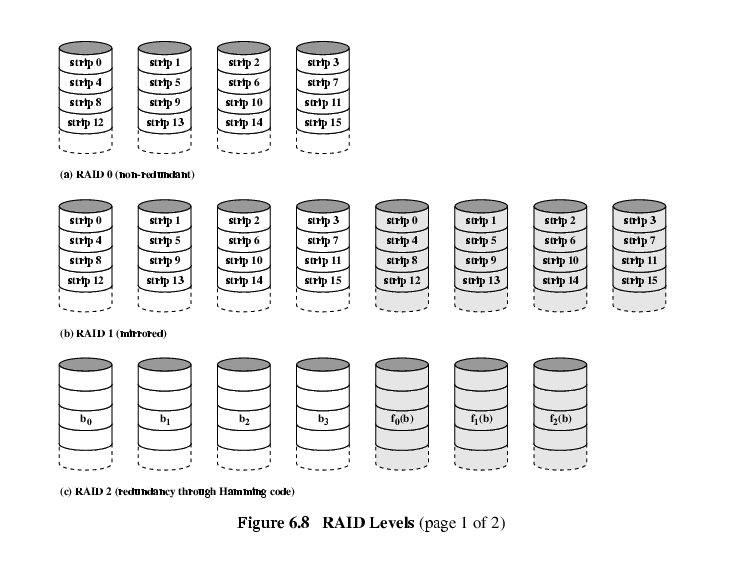 strip 0 strip 1 strip 2 strip 3
strip 4 strip 5 strip 6 strip 7
strip 8 strip 9 strip 10 strip 11
strip 12 strip 13 strip 14 strip 15
(a) RAID 0 (non-redundant)
strip 0 strip 1 strip 2 strip 3 strip 0 strip 1 strip 2 strip 3
strip 4 strip 5 strip 6 strip 7 strip 4 strip 5 strip 6 strip 7
strip 8 strip 9 strip 10 strip 11 strip 8 strip 9 strip 10 strip 11
strip 12 strip 13 strip 14 strip 15 strip 12 strip 13 strip 14 strip 15
(b) RAID 1 (mirrored)
b0 b1 b2 b3 f0(b) f1(b) f2(b)
(c) RAID 2 (redundancy through Hamming code)
Figure 6.8 RAID Levels (page 1 of 2)